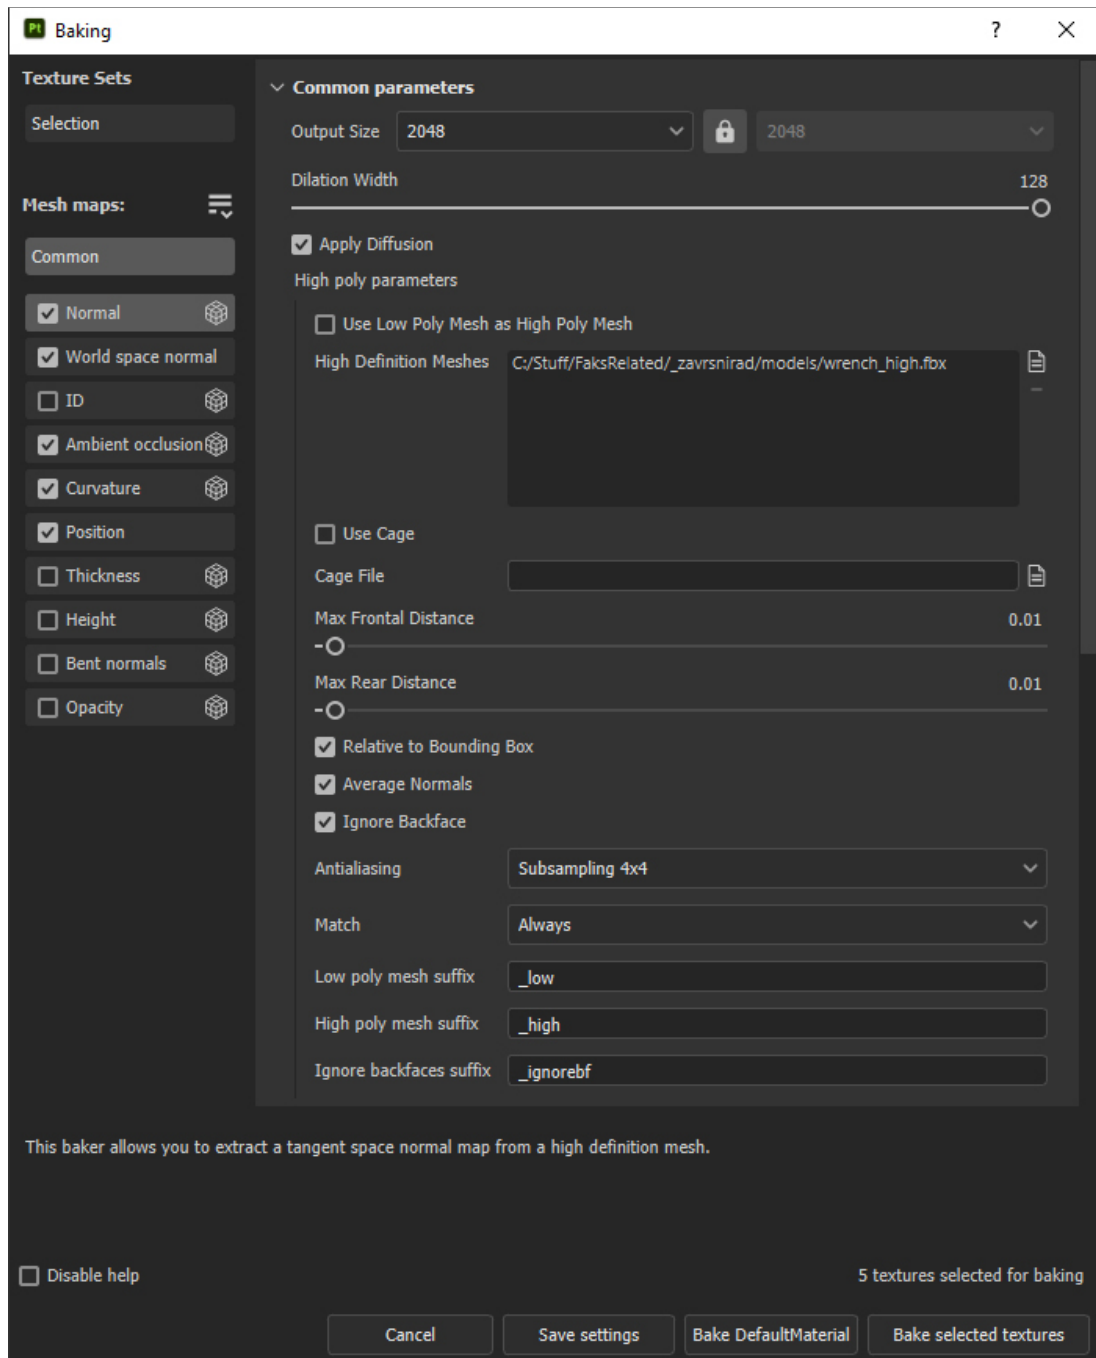 Pt Baking ? 
Texture Sets
Selection
Mesh maps:
Common
Normal
World space normal
ID
Ambient occlusion
Curvature
Position
Thickness
Height
Bent normals
Opacity
Common parameters
Output Size 2048 2048
Dilation Width 128
Apply Diffusion
High poly parameters
Use Low Poly Mesh as High Poly Mesh
High Definition Meshes C:/Stuff/FaksRelated/_zavrsnirad/models/wrench_high.fbx
Use Cage
Cage File
Max Frontal Distance 0.01
Max Rear Distance 0.01
Relative to Bounding Box
Average Normals
Ignore Backface
Antialiasing Subsampling 4x4
Match Always
Low poly mesh suffix _low
High poly mesh suffix _high
Ignore backfaces suffix _ignorebf
This baker allows you to extract a tangent space normal map from a high definition mesh.
Disable help 5 textures selected for baking
Cancel Save settings Bake DefaultMaterial Bake selected textures